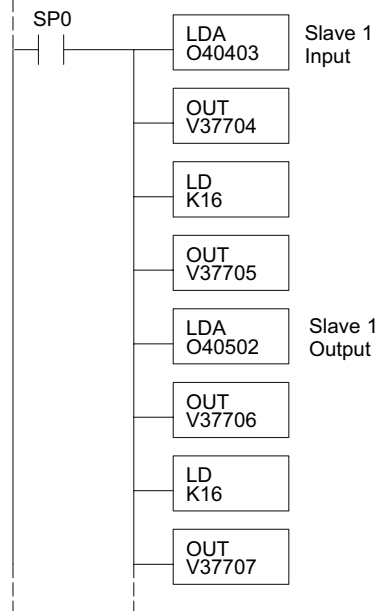 SP0
LDA
O40403
Slave 1
Input
OUT
V37704
LD
K16
OUT
V37705
LDA
O40502
Slave 1
Output
OUT
V37706
LD
K16
OUT
V37707